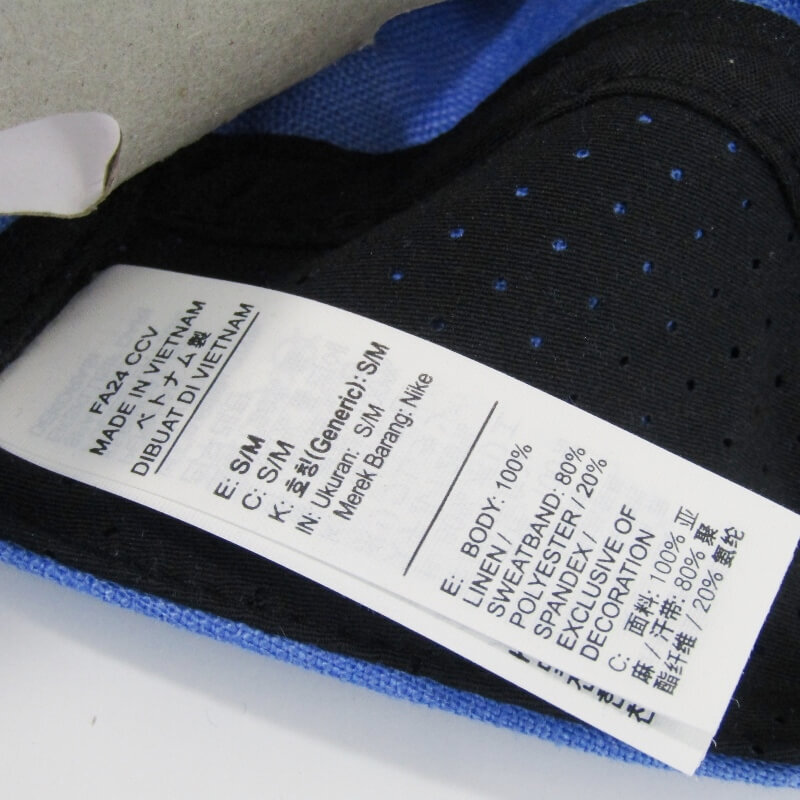 FA24 CCV
MADE IN VIETNAM
ベトナム製
DIBUAT DI VIETNAM
E: S/M
C: S/M
K: 호칭(Generic): S/M
IN: Ukuran: S/M
Merek Barang: Nike
E: BODY: 100%
LINEN /
SWEATBAND: 80%
POLYESTER / 20%
SPANDEX /
EXCLUSIVE OF
DECORATION
C: 面料: 100% 亚
麻 / 汗带: 80% 聚
酯纤维 / 20% 氨纶